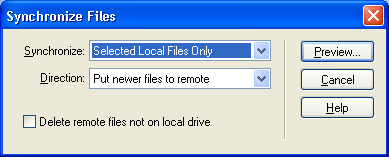 Synchronize Files
Synchronize: Selected Local Files Only
Preview...
Direction: Put newer files to remote
Cancel
Help
Delete remote files not on local drive